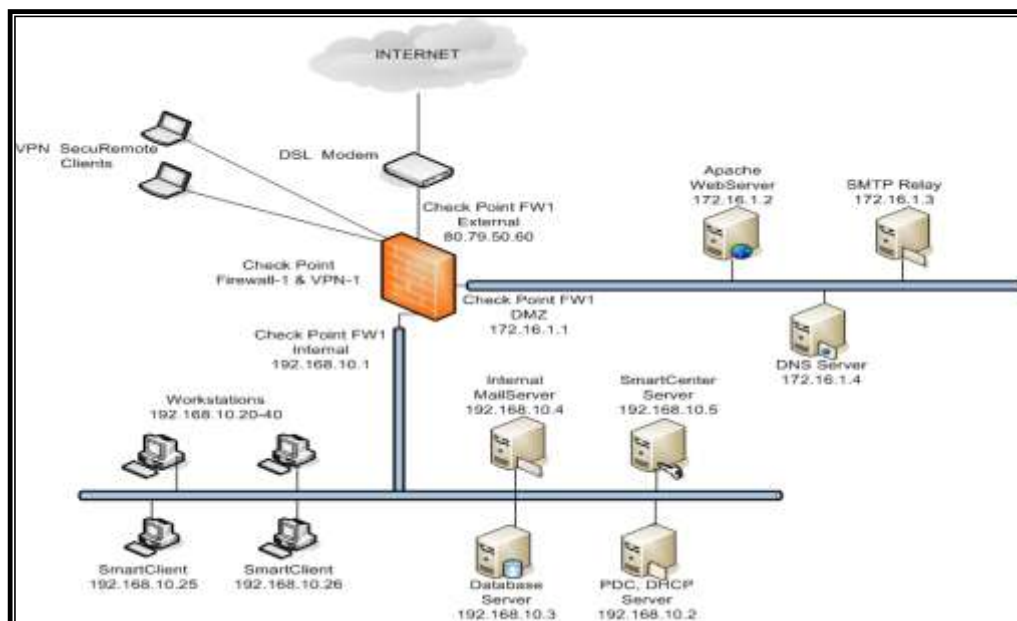 INTERNET
VPN SecuRemote
Clients
DSL Modem
Check Point FW1
External
80.79.50.60
Apache
WebServer
172.16.1.2
SMTP Relay
172.16.1.3
Check Point
Firewall-1 & VPN-1
Check Point FW1
DMZ
172.16.1.1
Check Point FW1
Internal
192.168.10.1
DNS Server
172.16.1.4
Workstations
192.168.10.20-40
Internal
MailServer
192.168.10.4
SmartCenter
Server
192.168.10.5
SmartClient
192.168.10.25
SmartClient
192.168.10.26
Database
Server
192.168.10.3
PDC, DHCP
Server
192.168.10.2